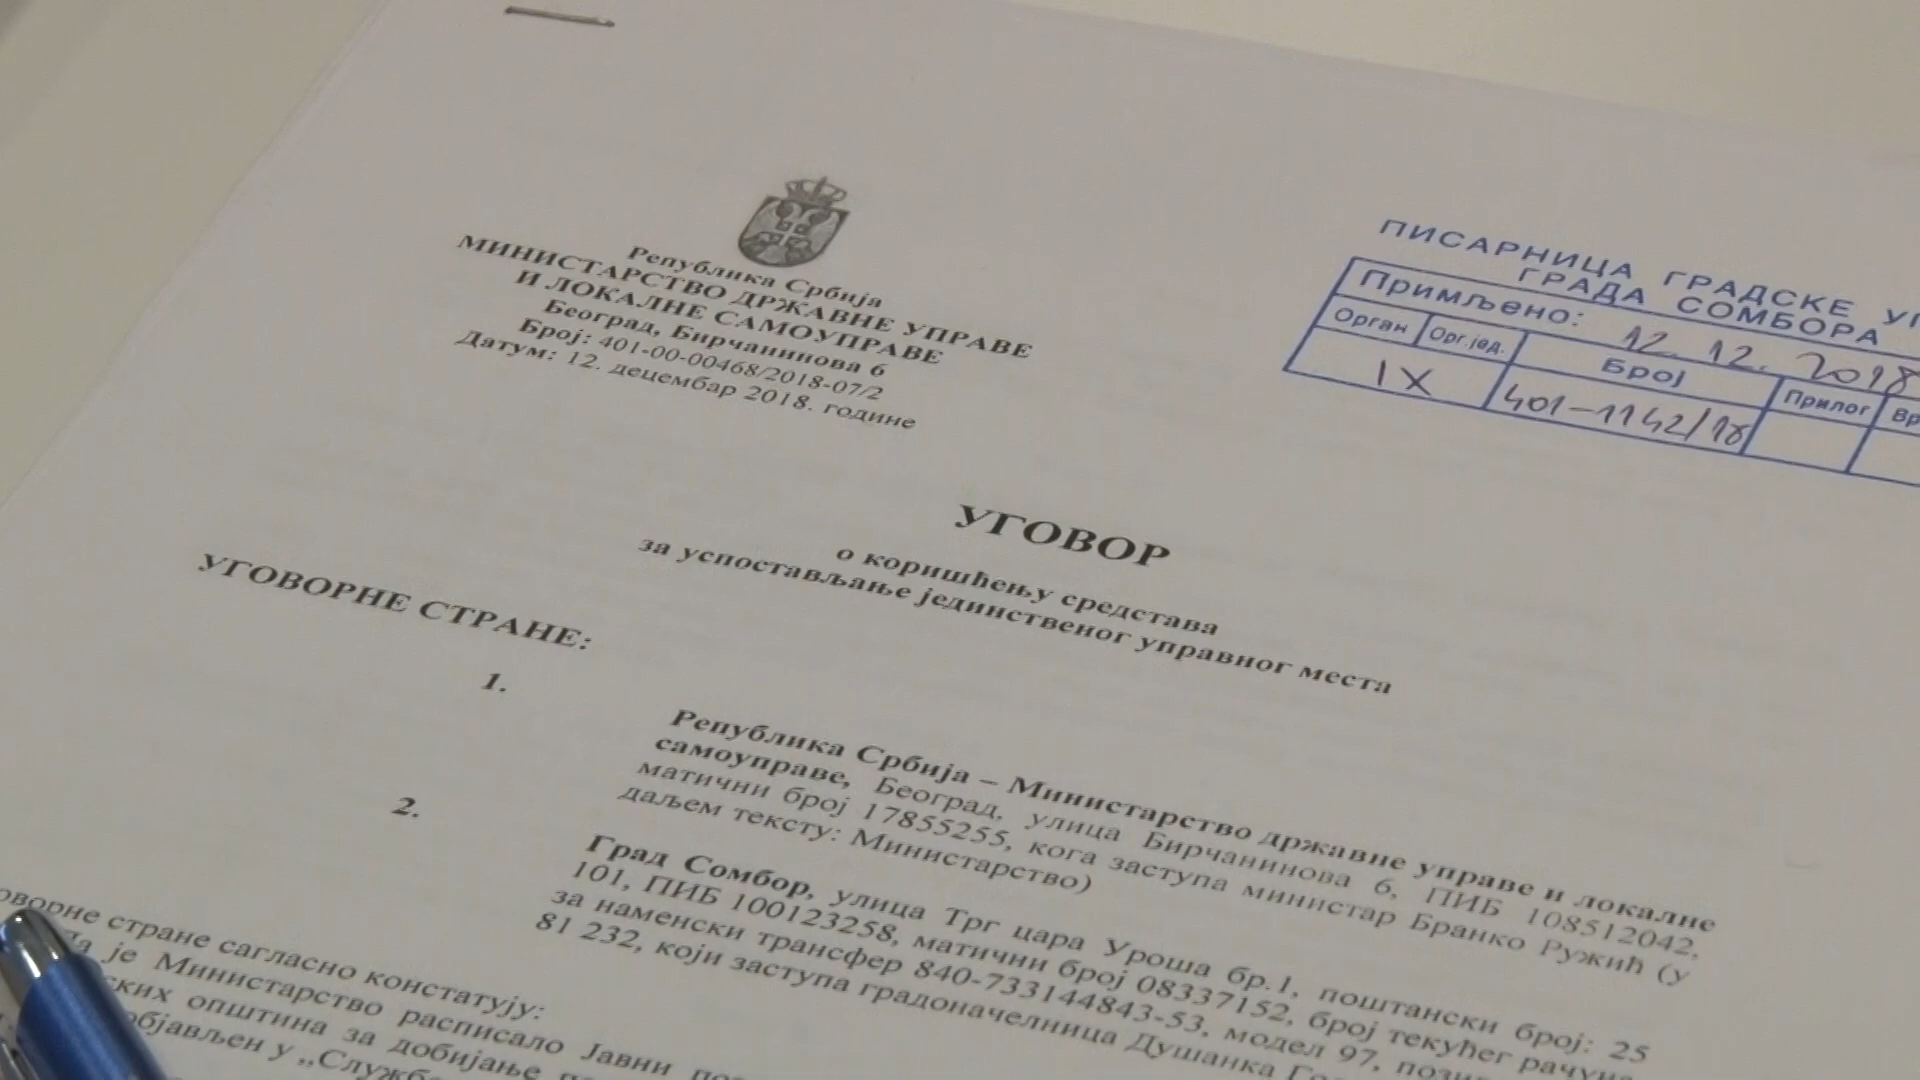 Република Србија
МИНИСТАРСТВО ДРЖАВНЕ УПРАВЕ
И ЛОКАЛНЕ САМОУПРАВЕ
Београд, Бирчанинова 6
Број: 401-00-00468/2018-07/2
Датум: 12. децембар 2018. године
ПИСАРНИЦА ГРАДСКЕ
ГРАДА СОМБОРА
Примљено: 12. 12. 2018
Орган Орг.јед. Број Прилог Вр
IX 401-1142/18
УГОВОР
о коришћењу средстава
за успостављање јединственог управног места
УГОВОРНЕ СТРАНЕ:
1.
Република Србија – Министарство државне управе и локалне
самоуправе, Београд, улица Бирчанинова 6, ПИБ 108512042,
матични број 17855255, кога заступа министар Бранко Ружић (у
даљем тексту: Министарство)
2.
Град Сомбор, улица Трг цара Уроша бр.1, поштански број: 25
101, ПИБ 100123258, матични број 08337152, број текућег рачуна
за наменски трансфер 840-733144843-53, модел 97,
81 232, који заступа градоначелница Душанка
оворне стране сагласно констатују:
је Министарство расписало Јавни
ских општина за добијање
објављен у „Служб